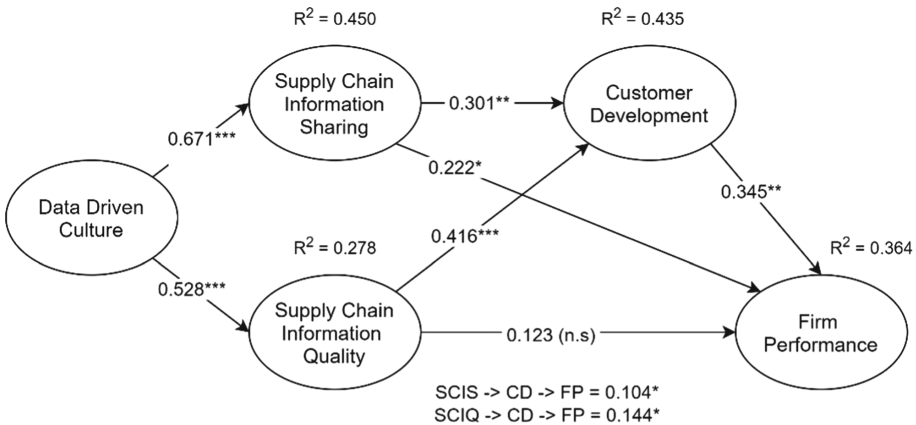 R2 = 0.450
R2 = 0.435
Supply Chain
Information
Sharing
0.301**
Customer
Development
0.671***
0.222*
Data Driven
Culture
0.345**
0.416***
R2 = 0.278
R2 = 0.364
0.528***
Supply Chain
Information
Quality
0.123 (n.s)
Firm
Performance
SCIS -> CD -> FP = 0.104*
SCIQ -> CD -> FP = 0.144*